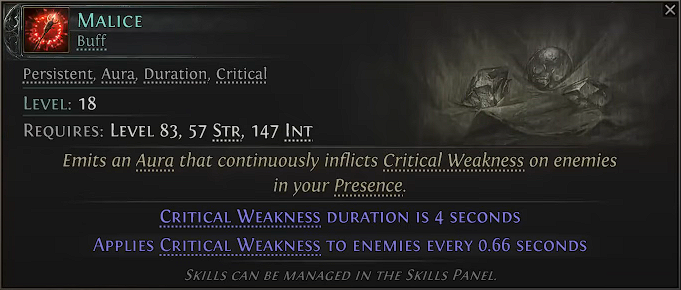 Malice
Buff
Persistent, Aura, Duration, Critical
Level: 18
Requires: Level 83, 57 Str, 147 Int
Emits an Aura that continuously inflicts Critical Weakness on enemies
in your Presence.
Critical Weakness duration is 4 seconds
Applies Critical Weakness to enemies every 0.66 seconds
Skills can be managed in the Skills Panel.